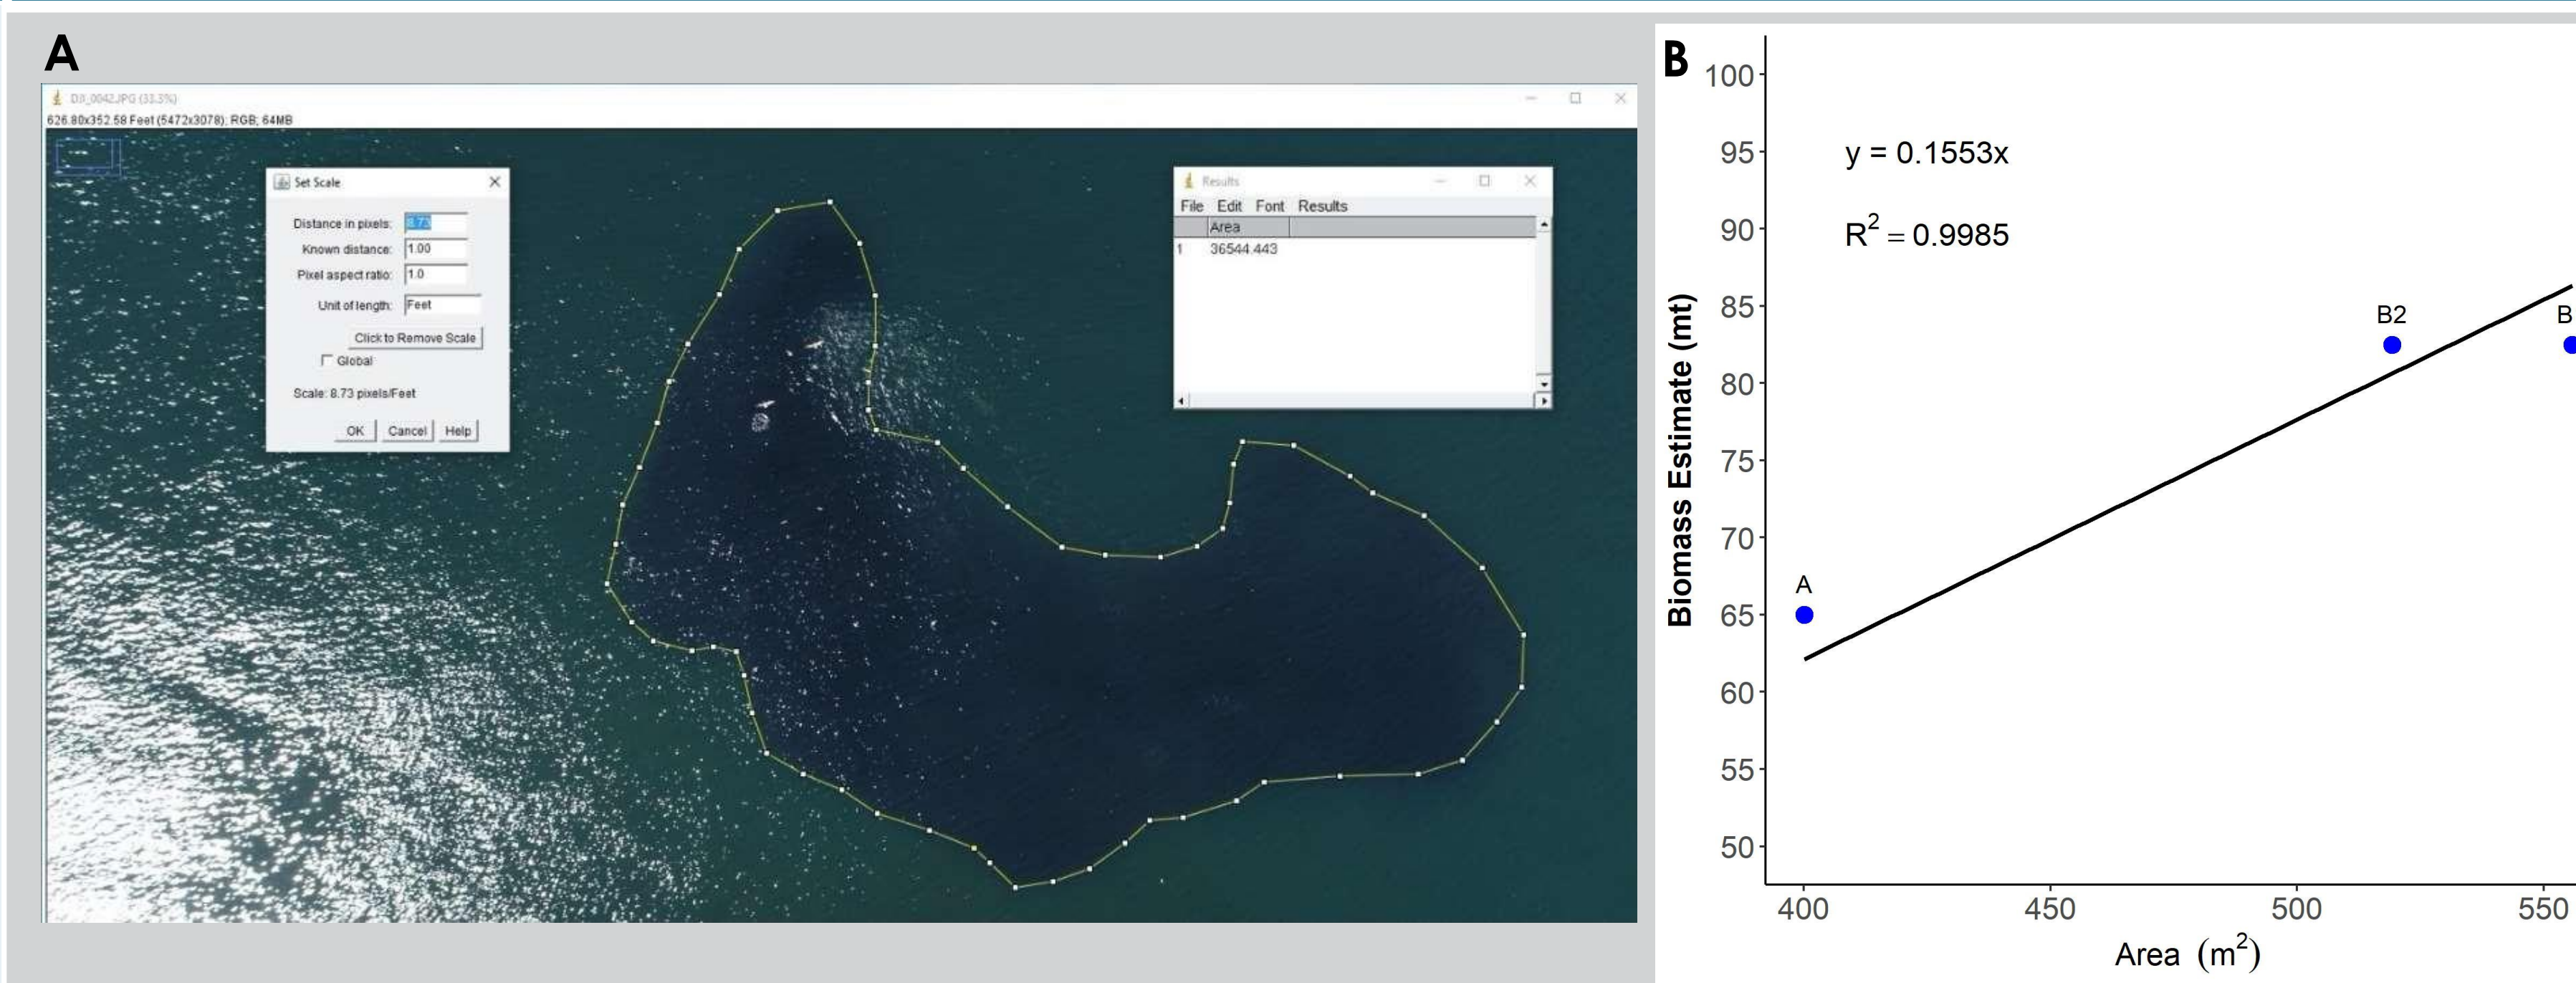 A
DJI_0042.JPG (33.3%)
626.80x352.58 Feet (5472x3078); RGB; 64MB
Set Scale
Distance in pixels: 8.73
Known distance: 1.00
Pixel aspect ratio: 1.0
Unit of length: Feet
Click to Remove Scale
Global
Scale: 8.73 pixels/Feet
OK Cancel Help
Results
File Edit Font Results
Area
1 36544.443
B
y = 0.1553x
R² = 0.9985
Biomass Estimate (mt)
100
95
90
85
80
75
70
65
60
55
50
A
B2
B
400 450 500 550
Area (m²)